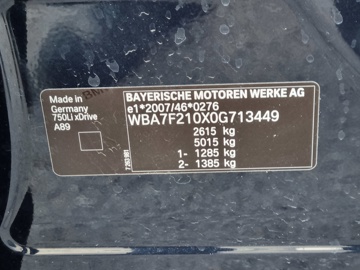 BAYERISCHE MOTOREN WERKE AG
e1*2007/46*0276
WBA7F210X0G713449
2615 kg
5015 kg
1- 1285 kg
2- 1385 kg
Made in
Germany
750Li xDrive
A89